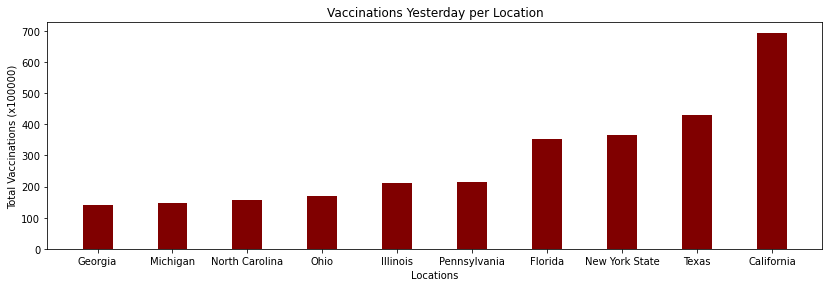 Vaccinations Yesterday per Location
Total Vaccinations (x100000)
700
600
500
400
300
200
100
0
Georgia Michigan North Carolina Ohio Illinois Pennsylvania Florida New York State Texas California
Locations